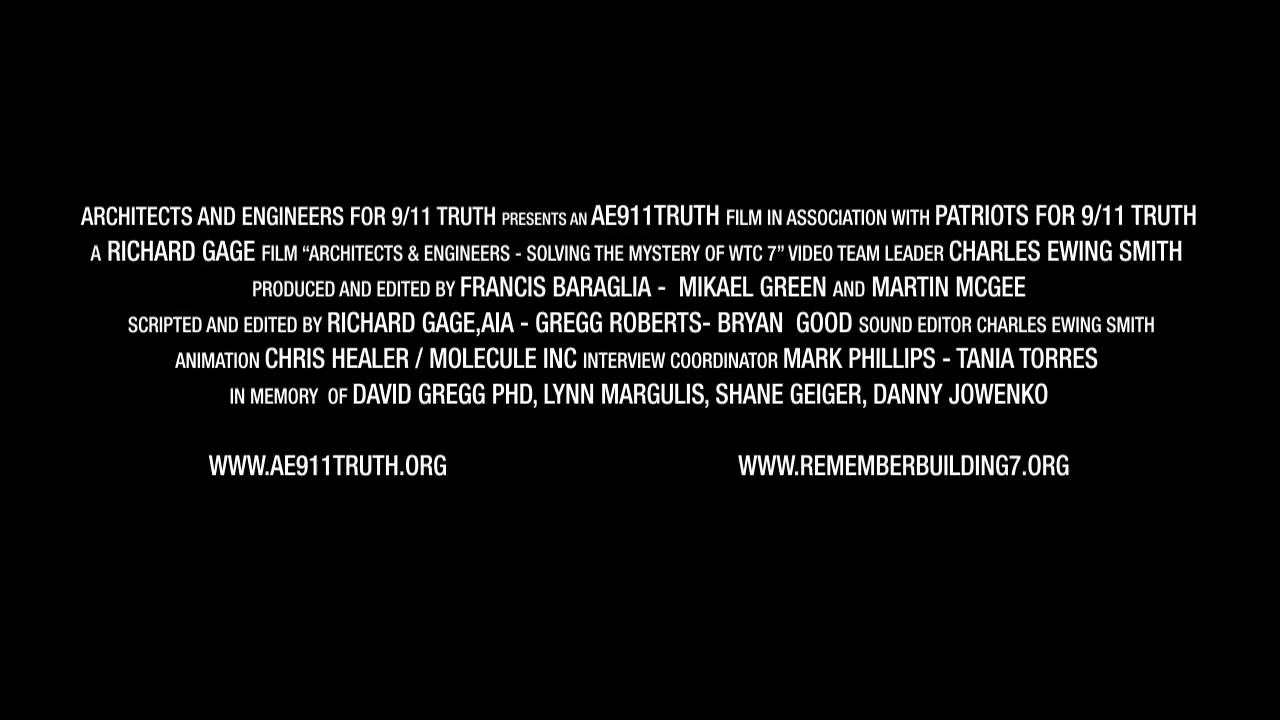 ARCHITECTS AND ENGINEERS FOR 9/11 TRUTH PRESENTS AN AE911TRUTH FILM IN ASSOCIATION WITH PATRIOTS FOR 9/11 TRUTH
A RICHARD GAGE FILM “ARCHITECTS & ENGINEERS - SOLVING THE MYSTERY OF WTC 7” VIDEO TEAM LEADER CHARLES EWING SMITH
PRODUCED AND EDITED BY FRANCIS BARAGLIA -  MIKAEL GREEN AND MARTIN MCGEE
SCRIPTED AND EDITED BY RICHARD GAGE,AIA - GREGG ROBERTS- BRYAN  GOOD SOUND EDITOR CHARLES EWING SMITH
ANIMATION CHRIS HEALER / MOLECULE INC INTERVIEW COORDINATOR MARK PHILLIPS - TANIA TORRES
IN MEMORY  OF DAVID GREGG PHD, LYNN MARGULIS, SHANE GEIGER, DANNY JOWENKO
WWW.AE911TRUTH.ORG WWW.REMEMBERBUILDING7.ORG